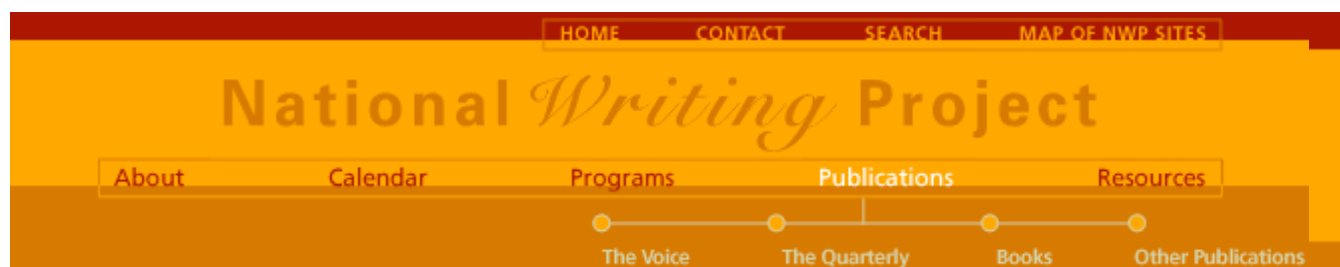 HOME CONTACT SEARCH MAP OF NWP SITES
National Writing Project
About Calendar Programs Publications Resources
The Voice The Quarterly Books Other Publications